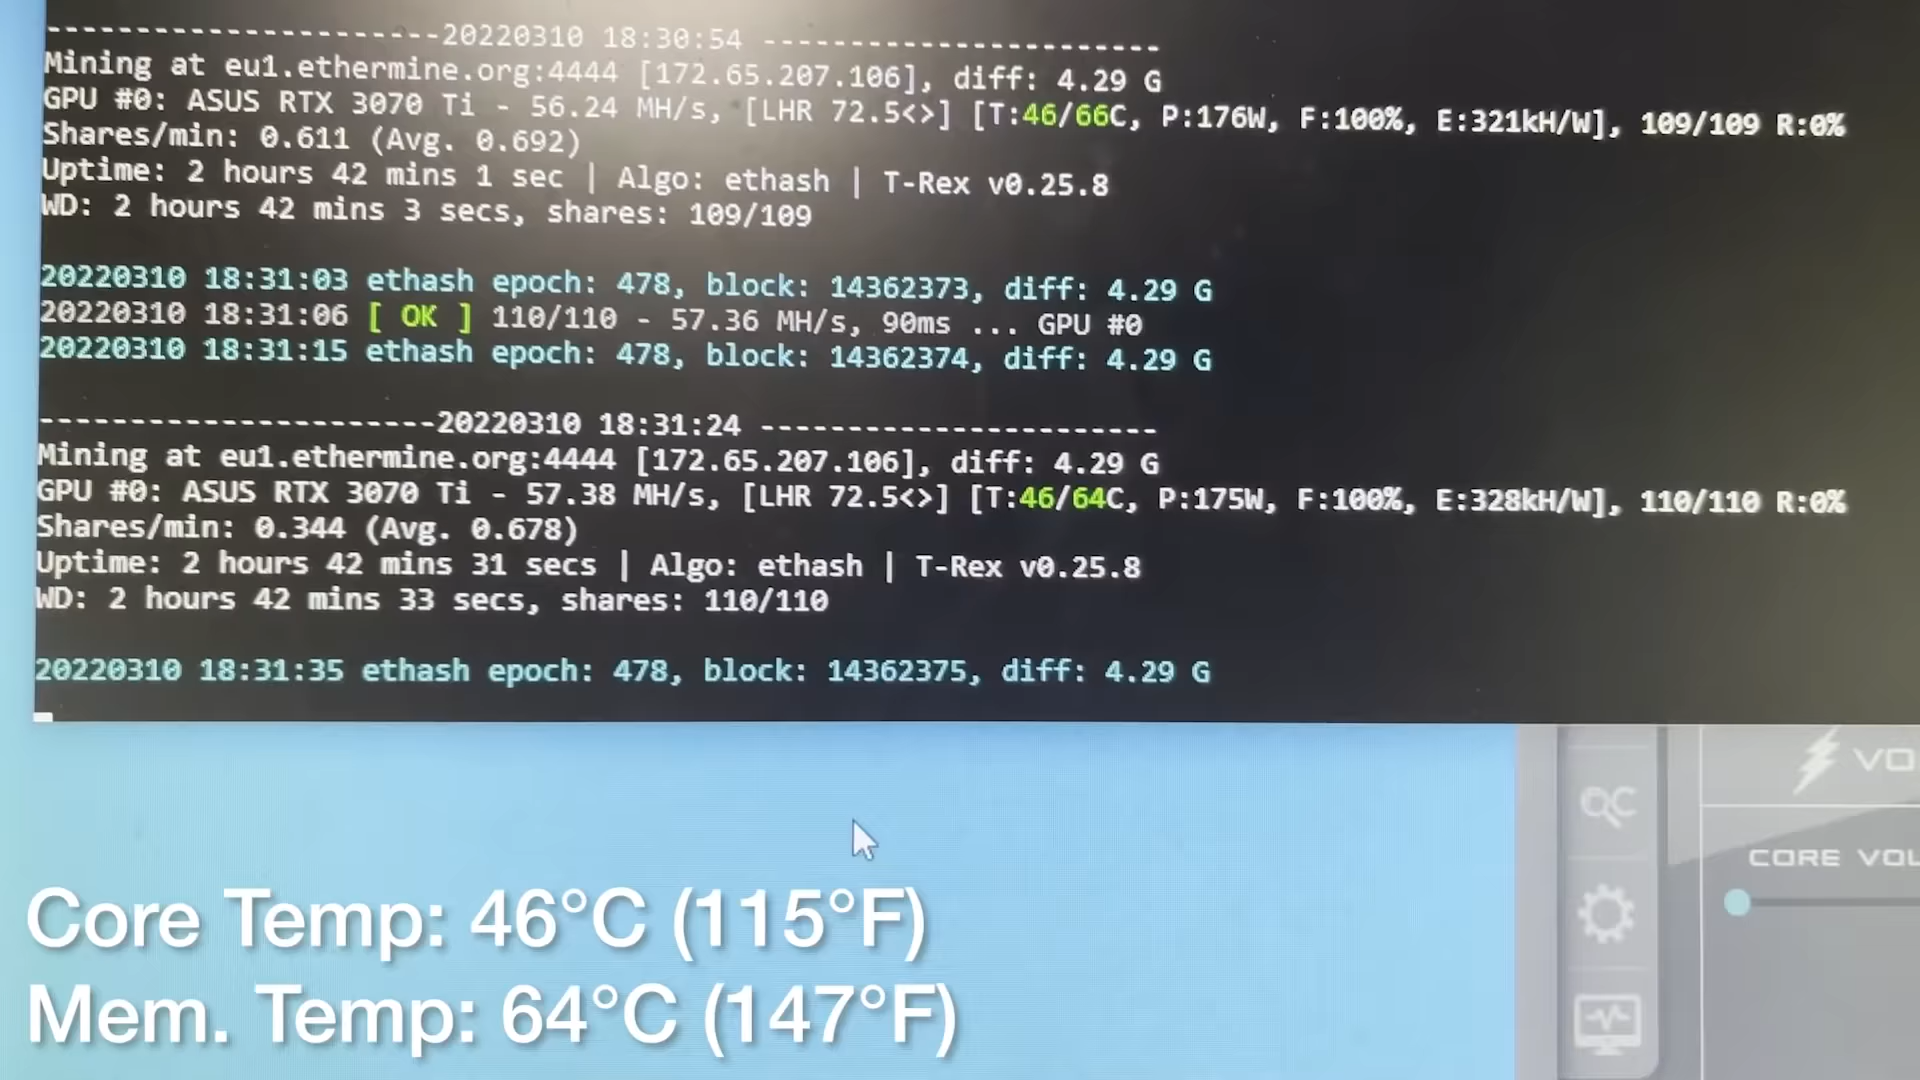 ----------------------20220310 18:30:54 ----------------------
Mining at eu1.ethermine.org:4444 [172.65.207.106], diff: 4.29 G
GPU #0: ASUS RTX 3070 Ti - 56.24 MH/s, [LHR 72.5<>] [T:46/66C, P:176W, F:100%, E:321kH/W], 109/109 R:0%
Shares/min: 0.611 (Avg. 0.692)
Uptime: 2 hours 42 mins 1 sec | Algo: ethash | T-Rex v0.25.8
WD: 2 hours 42 mins 3 secs, shares: 109/109
20220310 18:31:03 ethash epoch: 478, block: 14362373, diff: 4.29 G
20220310 18:31:06 [ OK ] 110/110 - 57.36 MH/s, 90ms ... GPU #0
20220310 18:31:15 ethash epoch: 478, block: 14362374, diff: 4.29 G
----------------------20220310 18:31:24 ----------------------
Mining at eu1.ethermine.org:4444 [172.65.207.106], diff: 4.29 G
GPU #0: ASUS RTX 3070 Ti - 57.38 MH/s, [LHR 72.5<>] [T:46/64C, P:175W, F:100%, E:328kH/W], 110/110 R:0%
Shares/min: 0.344 (Avg. 0.678)
Uptime: 2 hours 42 mins 31 secs | Algo: ethash | T-Rex v0.25.8
WD: 2 hours 42 mins 33 secs, shares: 110/110
20220310 18:31:35 ethash epoch: 478, block: 14362375, diff: 4.29 G
VO
CORE VOL
Core Temp: 46°C (115°F)
Mem. Temp: 64°C (147°F)